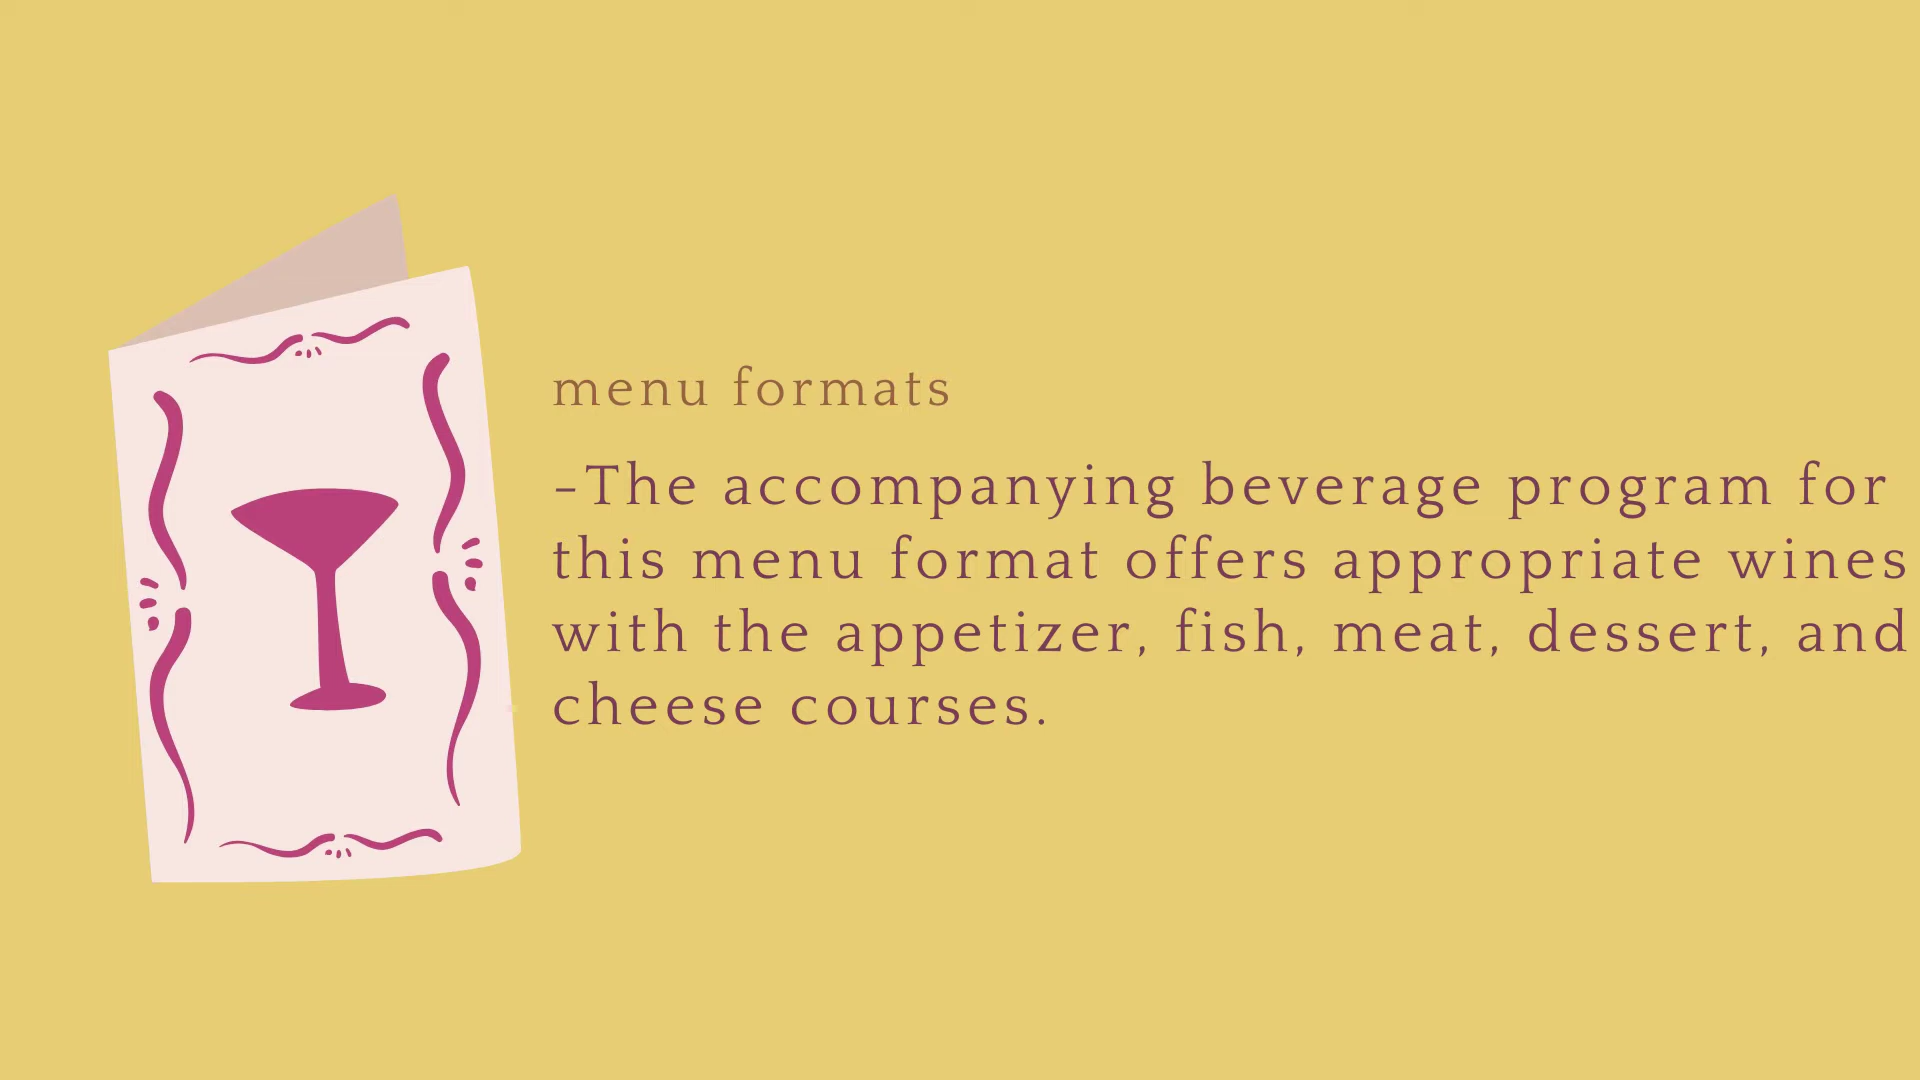 menu formats
-The accompanying beverage program for
this menu format offers appropriate wines
with the appetizer, fish, meat, dessert, and
cheese courses.